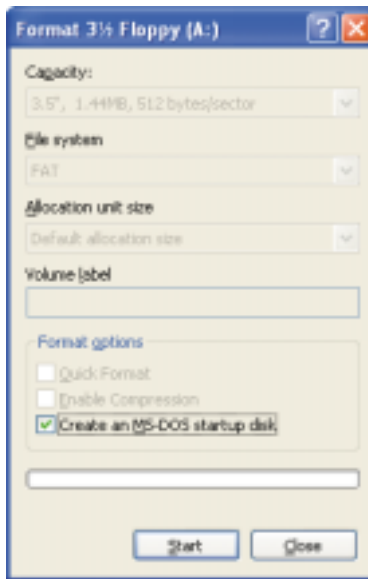 Format 3½ Floppy (A:)
Capacity:
3.5", 1.44MB, 512 bytes/sector
File system
FAT
Allocation unit size
Default allocation size
Volume label
Format options
Quick Format
Enable Compression
Create an MS-DOS startup disk
Start
Close